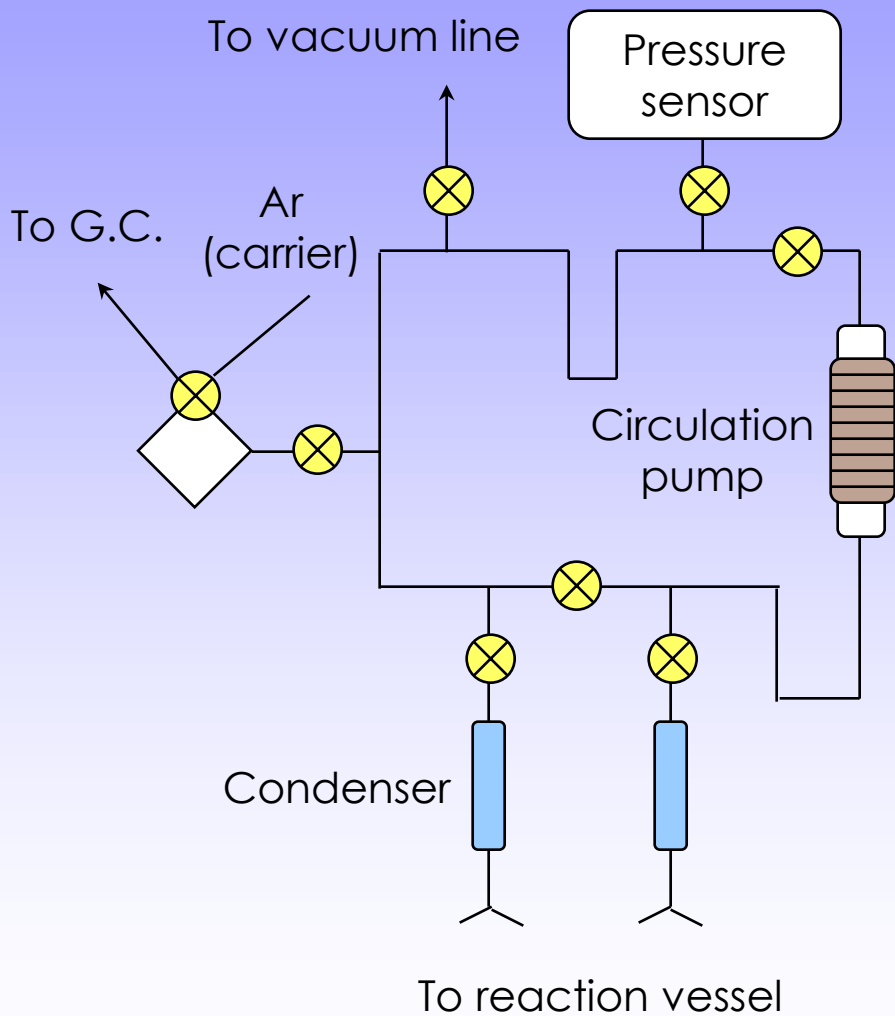 To vacuum line
Pressure
sensor
To G.C.
Ar
(carrier)
Circulation
pump
Condenser
To reaction vessel